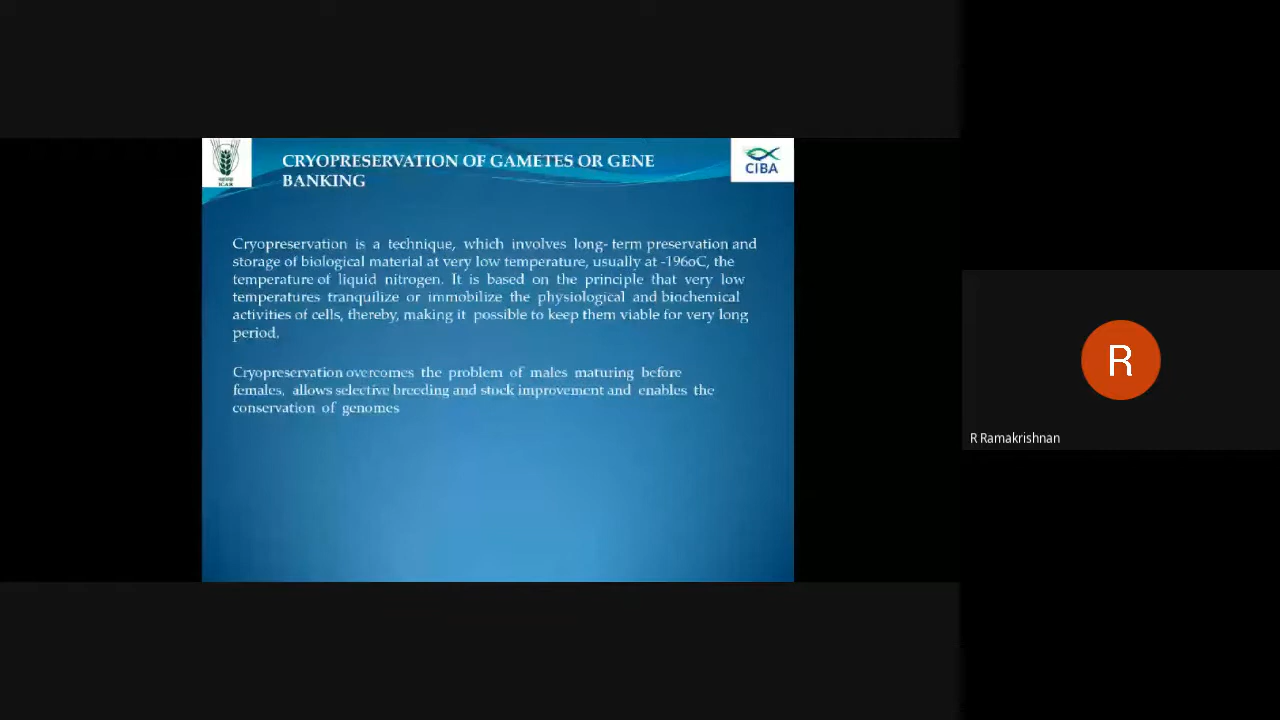 CRYOPRESERVATION OF GAMETES OR GENE
BANKING
ICAR
CIBA
Cryopreservation is a technique, which involves long- term preservation and
storage of biological material at very low temperature, usually at -196oC, the
temperature of liquid nitrogen. It is based on the principle that very low
temperatures tranquilize or immobilize the physiological and biochemical
activities of cells, thereby, making it possible to keep them viable for very long
period.
Cryopreservation overcomes the problem of males maturing before
females, allows selective breeding and stock improvement and enables the
conservation of genomes
R
R Ramakrishnan